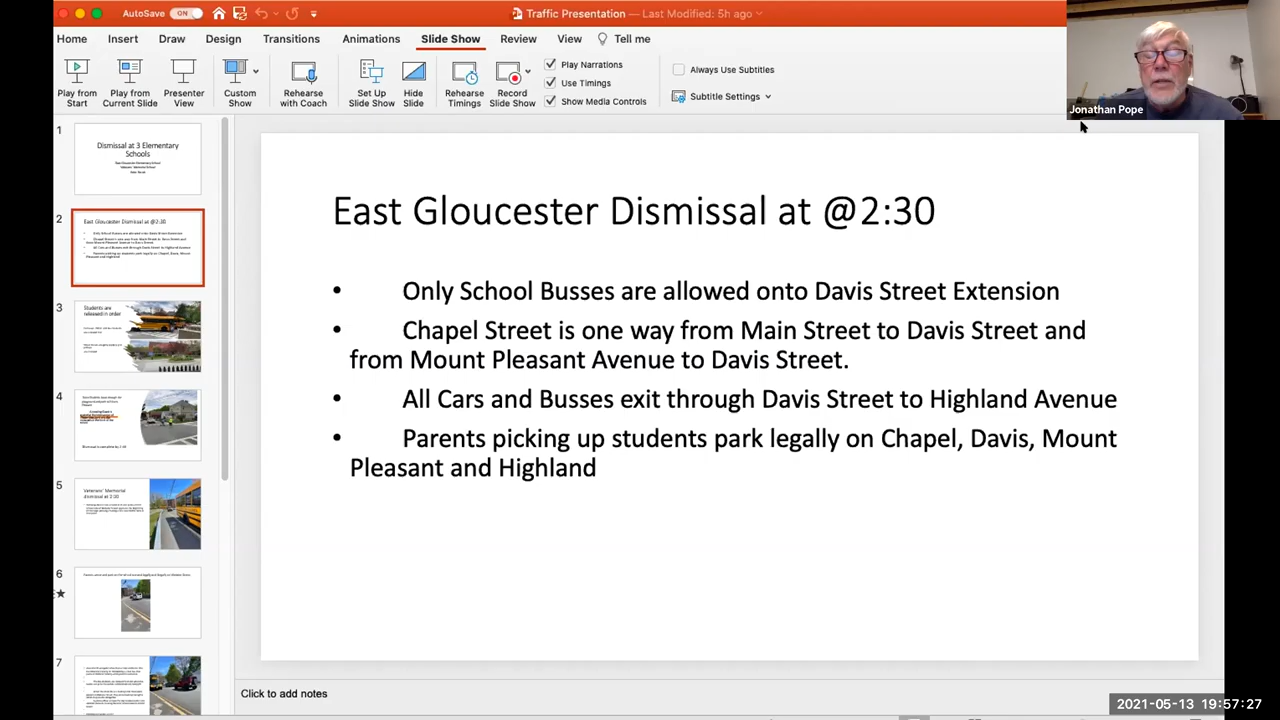 AutoSave ON
Traffic Presentation — Last Modified: 5h ago
Home Insert Draw Design Transitions Animations Slide Show Review View Tell me
Play from Start
Play from Current Slide
Presenter View
Custom Show
Rehearse with Coach
Set Up Slide Show
Hide Slide
Rehearse Timings
Record Slide Show
Play Narrations
Use Timings
Show Media Controls
Always Use Subtitles
Subtitle Settings
Jonathan Pope
1
Dismissal at 3 Elementary
Schools
2
East Gloucester Dismissal at @2:30
3
Students are
released in order
4
5
Veterans' Memorial
dismissal at 2:30
6
7
East Gloucester Dismissal at @2:30
• Only School Busses are allowed onto Davis Street Extension
• Chapel Street is one way from Main Street to Davis Street and
from Mount Pleasant Avenue to Davis Street.
• All Cars and Busses exit through Davis Street to Highland Avenue
• Parents picking up students park legally on Chapel, Davis, Mount
Pleasant and Highland
Click to add notes
2021-05-13 19:57:27